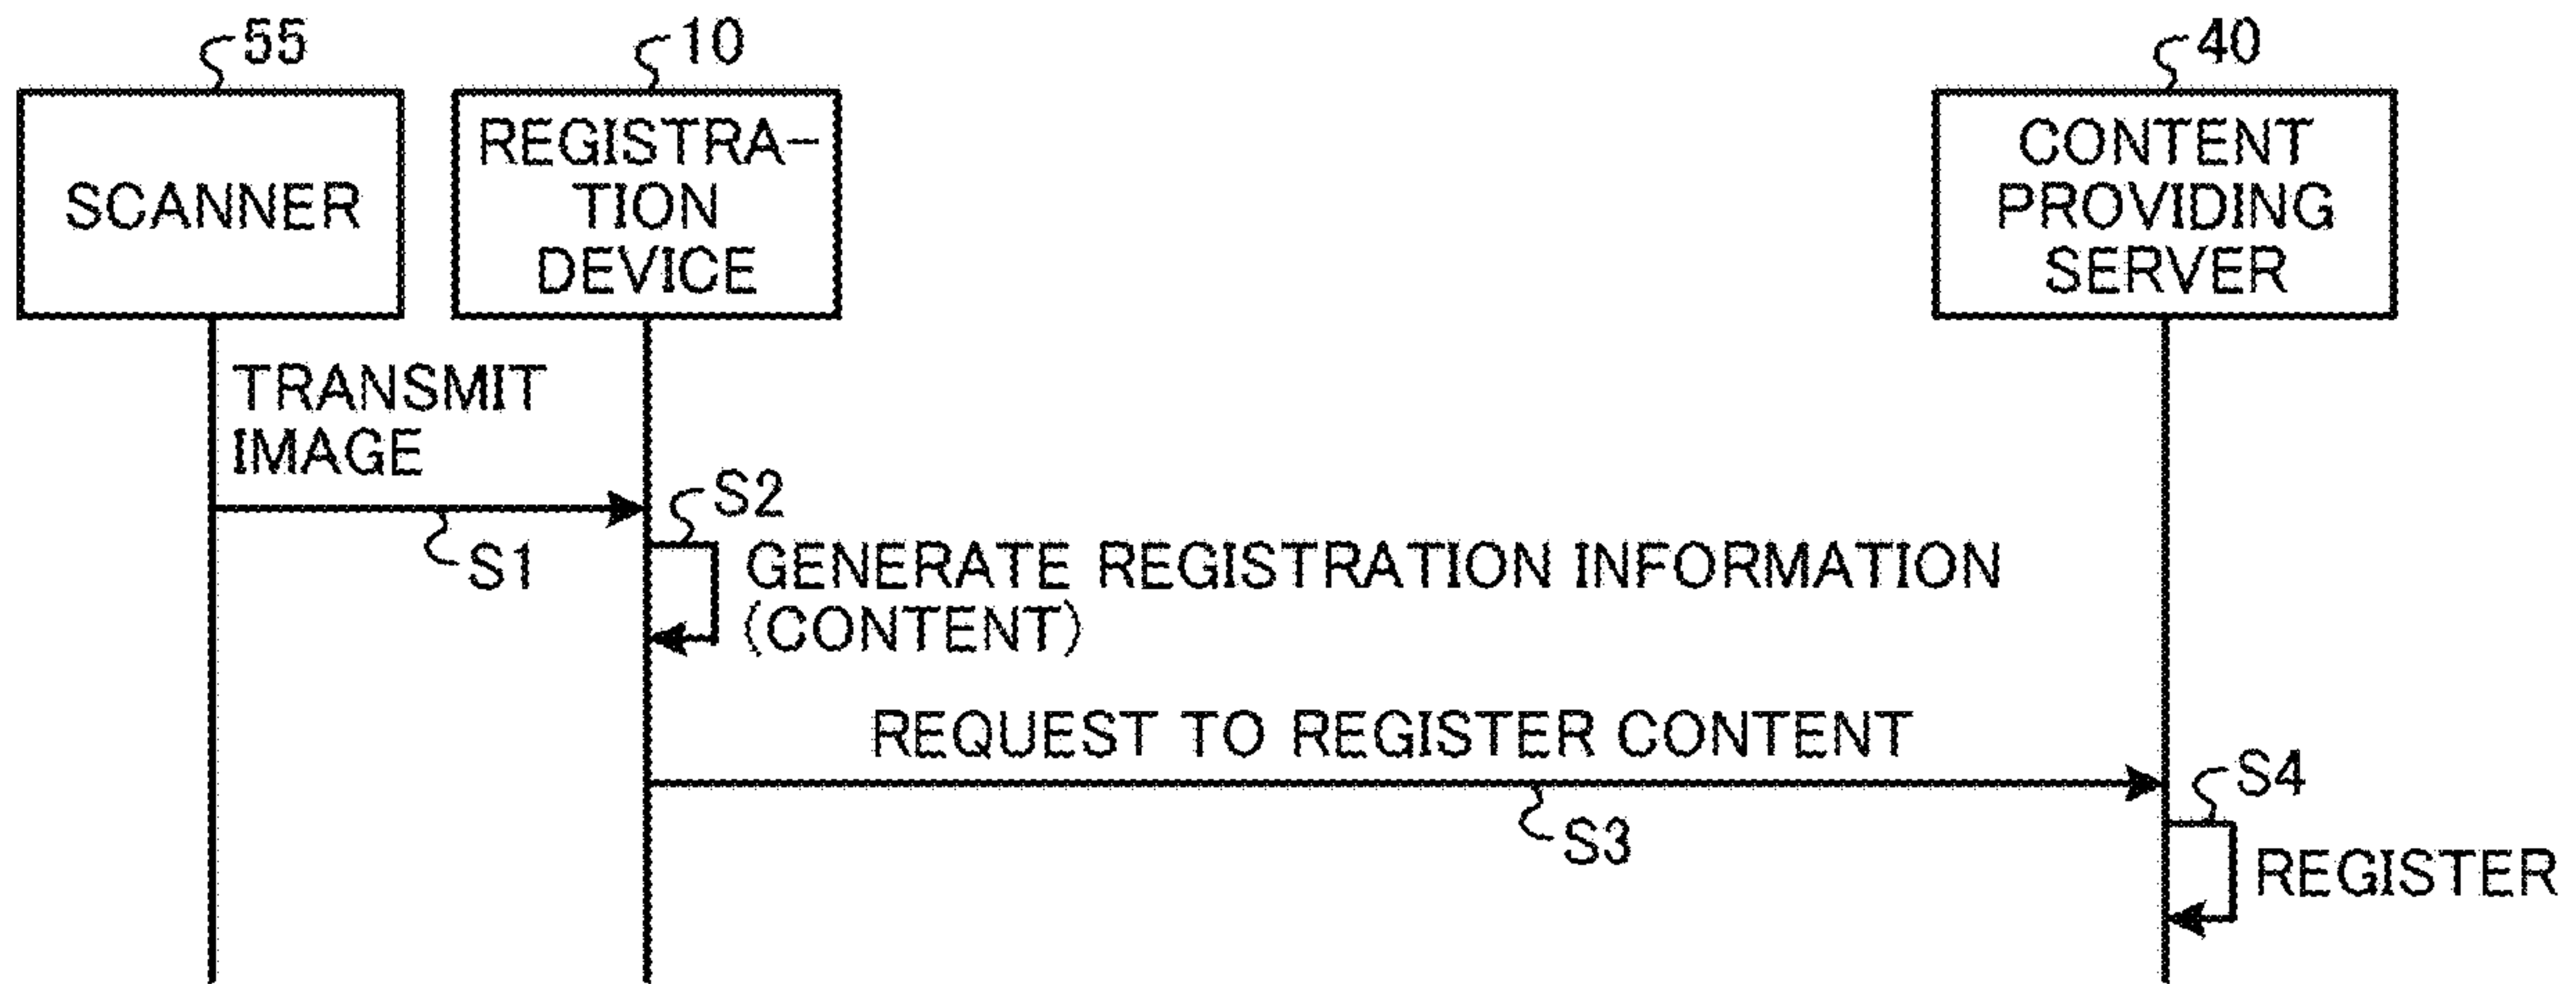 55
10
40
SCANNER
REGISTRA-
TION
DEVICE
CONTENT
PROVIDING
SERVER
TRANSMIT
IMAGE
S1
S2
GENERATE REGISTRATION INFORMATION
(CONTENT)
REQUEST TO REGISTER CONTENT
S3
S4
REGISTER